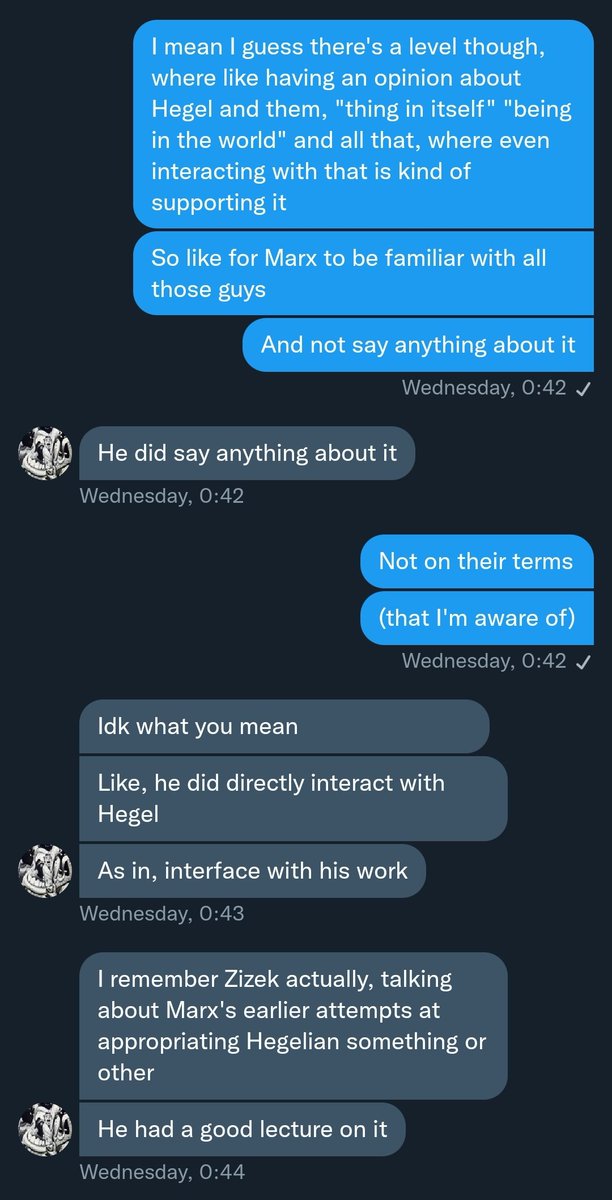 I mean I guess there's a level though,
where like having an opinion about
Hegel and them, "thing in itself" "being
in the world" and all that, where even
interacting with that is kind of
supporting it
So like for Marx to be familiar with all
those guys
And not say anything about it
Wednesday, 0:42 ✓
He did say anything about it
Wednesday, 0:42
Not on their terms
(that I'm aware of)
Wednesday, 0:42 ✓
Idk what you mean
Like, he did directly interact with
Hegel
As in, interface with his work
Wednesday, 0:43
I remember Zizek actually, talking
about Marx's earlier attempts at
appropriating Hegelian something or
other
He had a good lecture on it
Wednesday, 0:44